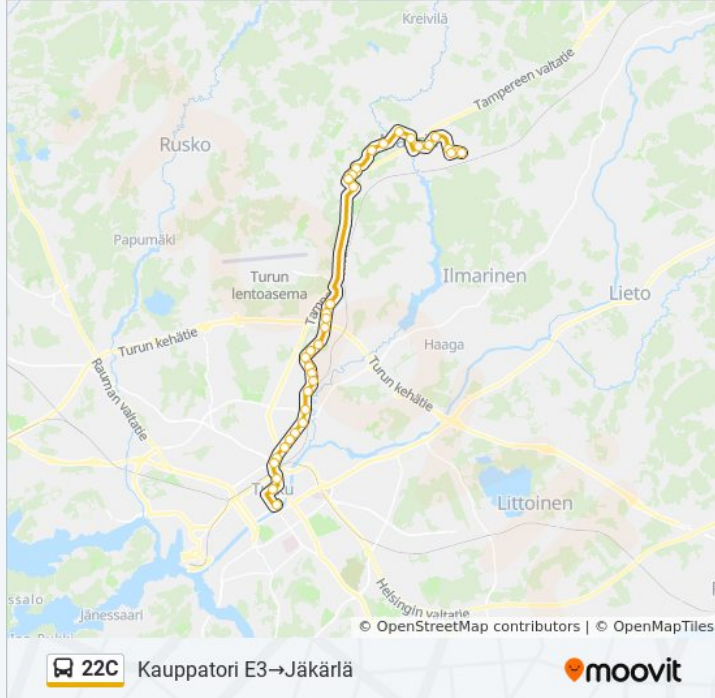 Kreivilä
Tampereen valtatie
Rusko
Papumäki
Turun
lentoasema
Ilmarinen
Lieto
Turun kehätie
Haaga
Rauman valtatie
Turun kehätie
Littoinen
Helsingin valtatie
Jänessaari
© OpenStreetMap contributors | © OpenMapTiles
22C Kauppatori E3→Jäkärlä moovit